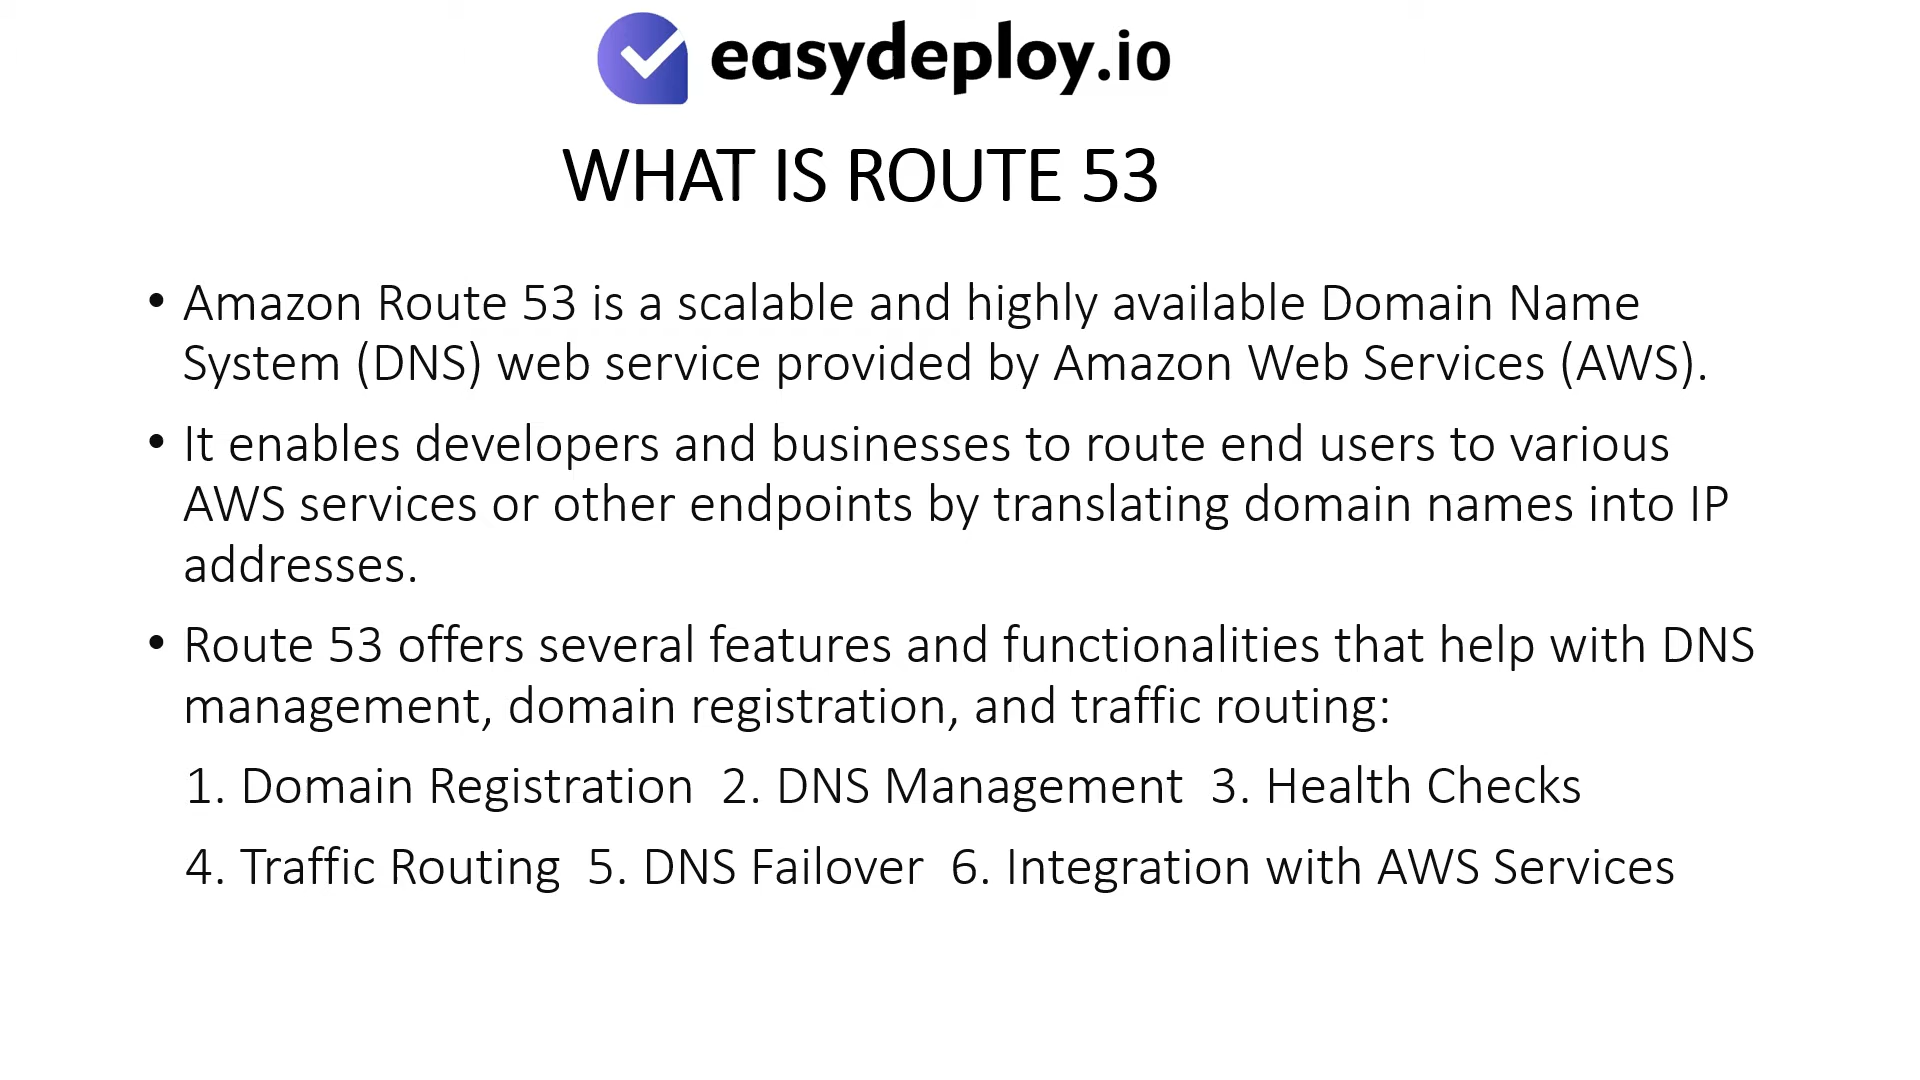 easydeploy.io
WHAT IS ROUTE 53
• Amazon Route 53 is a scalable and highly available Domain Name
System (DNS) web service provided by Amazon Web Services (AWS).
• It enables developers and businesses to route end users to various
AWS services or other endpoints by translating domain names into IP
addresses.
• Route 53 offers several features and functionalities that help with DNS
management, domain registration, and traffic routing:
1. Domain Registration 2. DNS Management 3. Health Checks
4. Traffic Routing 5. DNS Failover 6. Integration with AWS Services